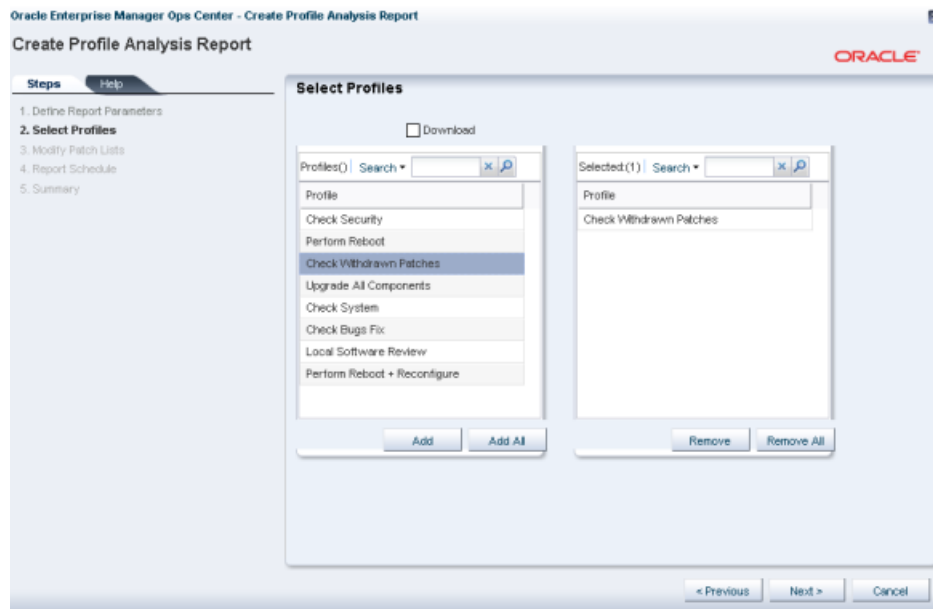 Oracle Enterprise Manager Ops Center - Create Profile Analysis Report
Create Profile Analysis Report
ORACLE
Steps
Help
1. Define Report Parameters
2. Select Profiles
3. Modify Patch Lists
4. Report Schedule
5. Summary
Select Profiles
Download
Profiles() Search
Profile
Check Security
Perform Reboot
Check Withdrawn Patches
Upgrade All Components
Check System
Check Bugs Fix
Local Software Review
Perform Reboot + Reconfigure
Add Add All
Selected:(1) Search
Profile
Check Withdrawn Patches
Remove Remove All
< Previous Next > Cancel